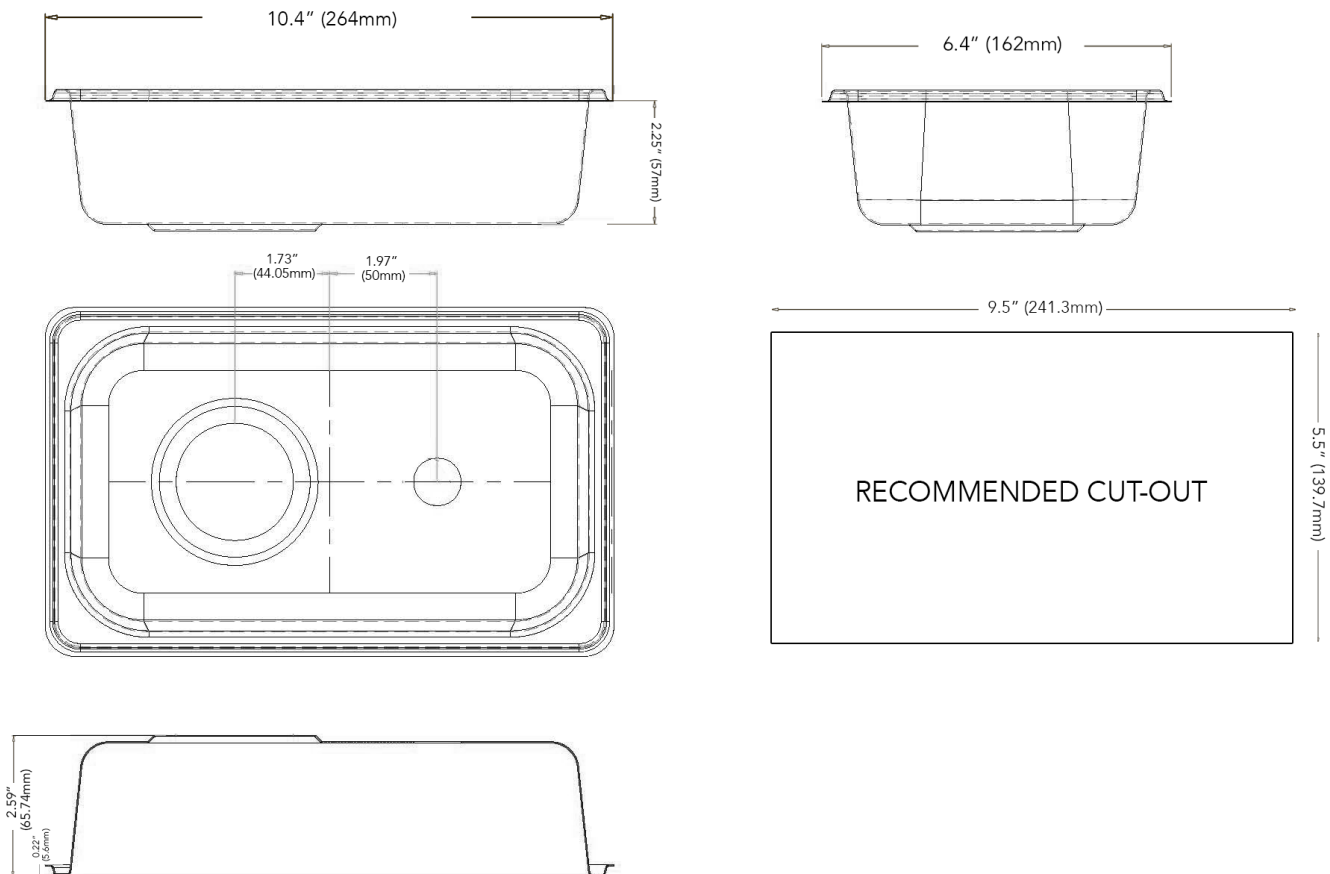 10.4” (264mm)
6.4” (162mm)
2.25” (57mm)
1.73”
(44.05mm)
1.97”
(50mm)
9.5” (241.3mm)
5.5” (139.7mm)
RECOMMENDED CUT-OUT
2.59”
(65.74mm)
0.22”
(5.6mm)